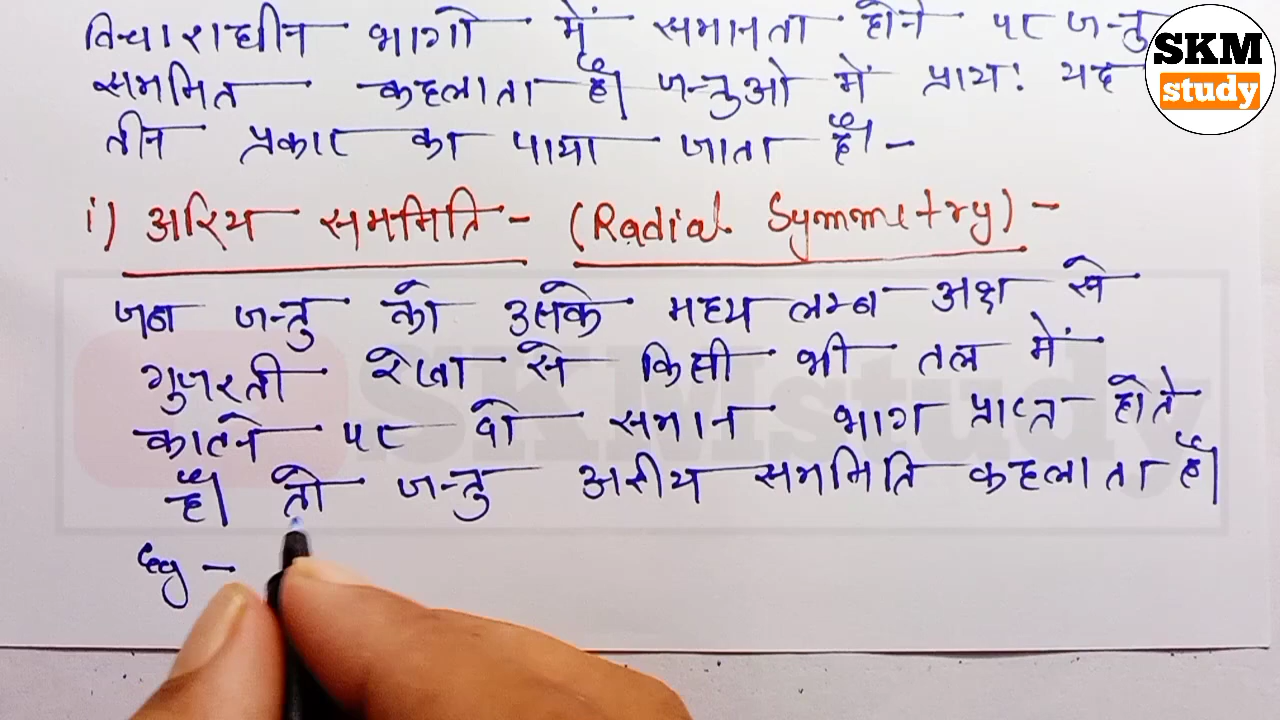 विचाराधीन भागो में समानता होने पर जन्तु
सममित कहलाता है। जन्तुओ में प्रायः यह
तीन प्रकार का पाया जाता है।-
i) अरिय सममिति - (Radial Symmetry) -
जब जन्तु को उसके मध्य लम्ब अक्ष से
गुजरती रेखा से किसी भी तल में
काटने पर दो समान भाग प्राप्त होते
है। तो जन्तु अरीय सममिति कहलाता है।
eg -
SKM
study
SKMstudy